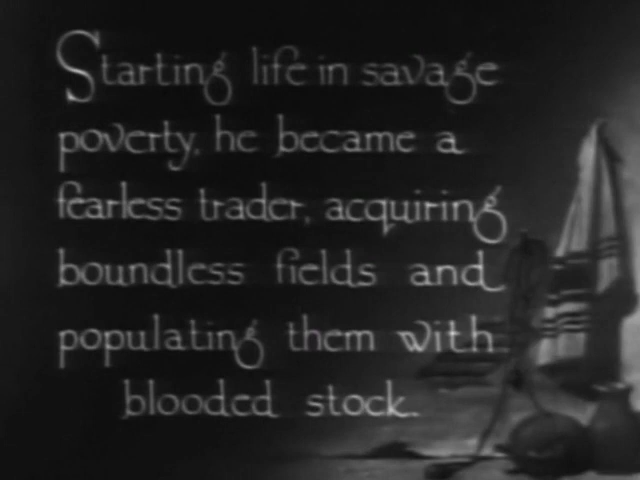 Starting life in savage
poverty, he became a
fearless trader, acquiring
boundless fields and
populating them with
blooded stock.